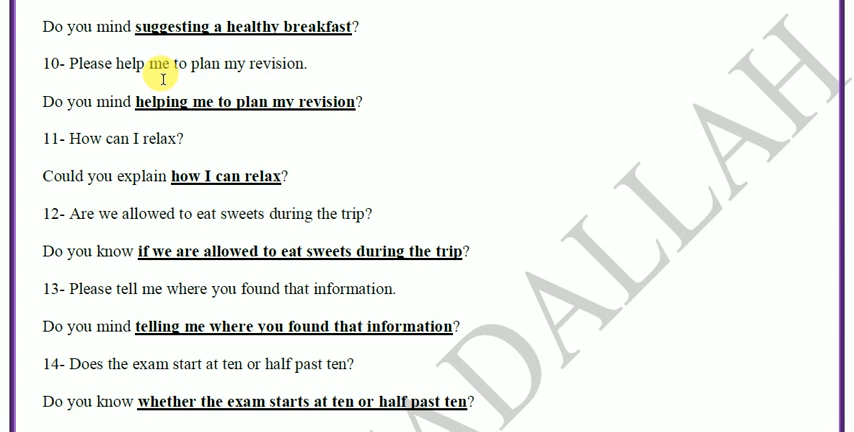 Do you mind suggesting a healthy breakfast?
10- Please help me to plan my revision.
Do you mind helping me to plan my revision?
11- How can I relax?
Could you explain how I can relax?
12- Are we allowed to eat sweets during the trip?
Do you know if we are allowed to eat sweets during the trip?
13- Please tell me where you found that information.
Do you mind telling me where you found that information?
14- Does the exam start at ten or half past ten?
Do you know whether the exam starts at ten or half past ten?
ADALLAH